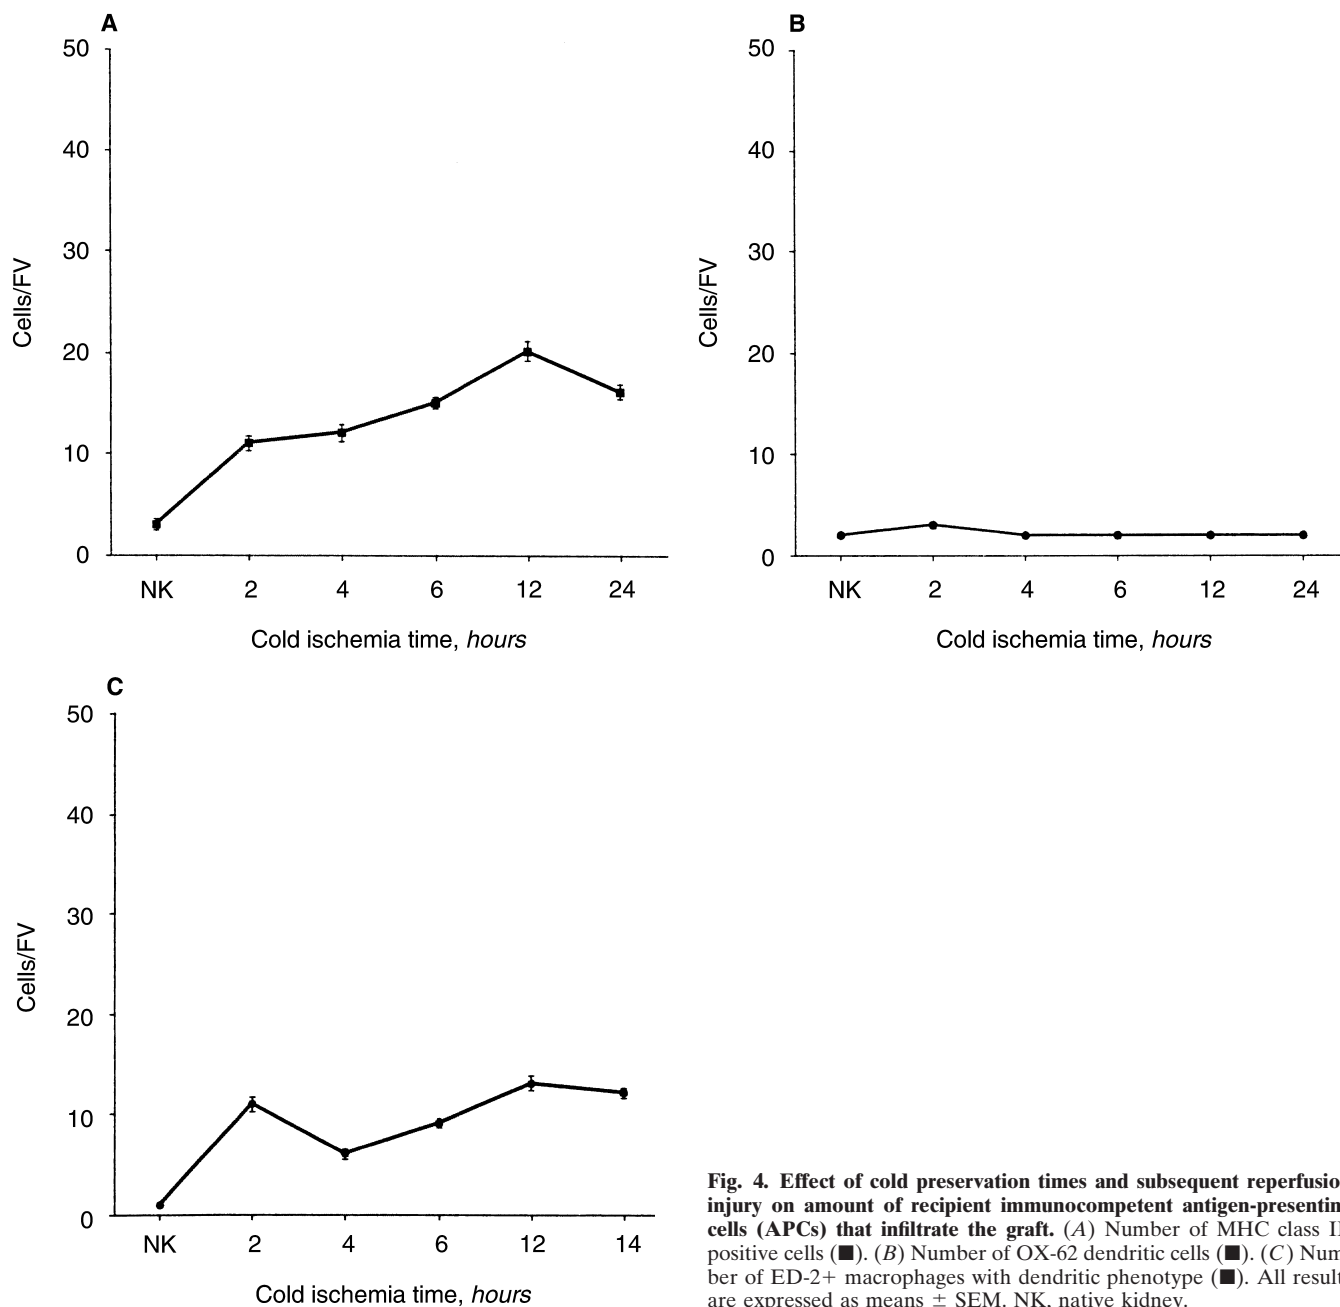 A
50
40
30
20
10
0
Cells/FV
NK 2 4 6 12 24
Cold ischemia time, hours
B
50
40
30
20
10
0
Cells/FV
NK 2 4 6 12 24
Cold ischemia time, hours
C
50
40
30
20
10
0
Cells/FV
NK 2 4 6 12 14
Cold ischemia time, hours
Fig. 4. Effect of cold preservation times and subsequent reperfusio
injury on amount of recipient immunocompetent antigen-presentin
cells (APCs) that infiltrate the graft. (A) Number of MHC class II
positive cells (■). (B) Number of OX-62 dendritic cells (■). (C) Num
ber of ED-2+ macrophages with dendritic phenotype (■). All result
are expressed as means ± SEM. NK, native kidney.